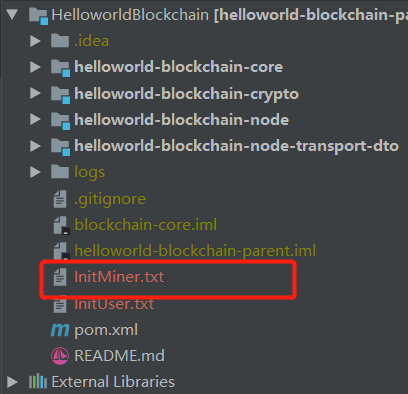 HelloworldBlockchain [helloworld-blockchain-pa
.idea
helloworld-blockchain-core
helloworld-blockchain-crypto
helloworld-blockchain-node
helloworld-blockchain-node-transport-dto
logs
.gitignore
blockchain-core.iml
helloworld-blockchain-parent.iml
InitMiner.txt
InitUser.txt
pom.xml
README.md
External Libraries